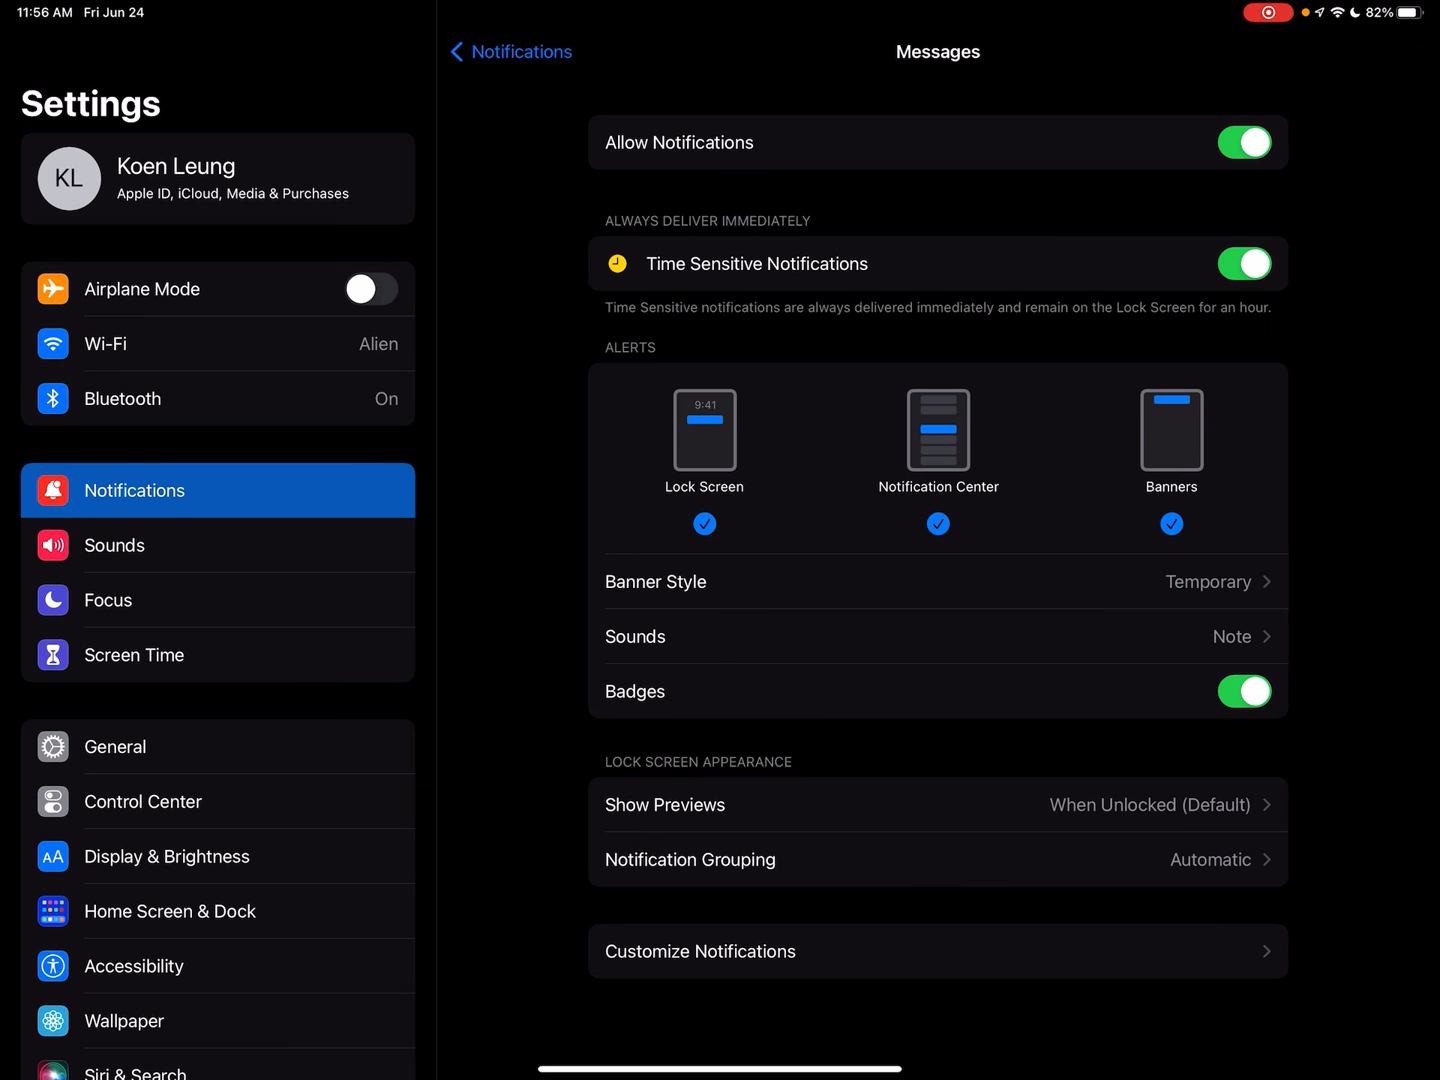 11:56 AM Fri Jun 24
82%
Settings
KL
Koen Leung
Apple ID, iCloud, Media & Purchases
Airplane Mode
Wi-Fi Alien
Bluetooth On
Notifications
Sounds
Focus
Screen Time
General
Control Center
AA Display & Brightness
Home Screen & Dock
Accessibility
Wallpaper
Siri & Search
Notifications
Messages
Allow Notifications
ALWAYS DELIVER IMMEDIATELY
Time Sensitive Notifications
Time Sensitive notifications are always delivered immediately and remain on the Lock Screen for an hour.
ALERTS
9:41
Lock Screen Notification Center Banners
Banner Style Temporary
Sounds Note
Badges
LOCK SCREEN APPEARANCE
Show Previews When Unlocked (Default)
Notification Grouping Automatic
Customize Notifications